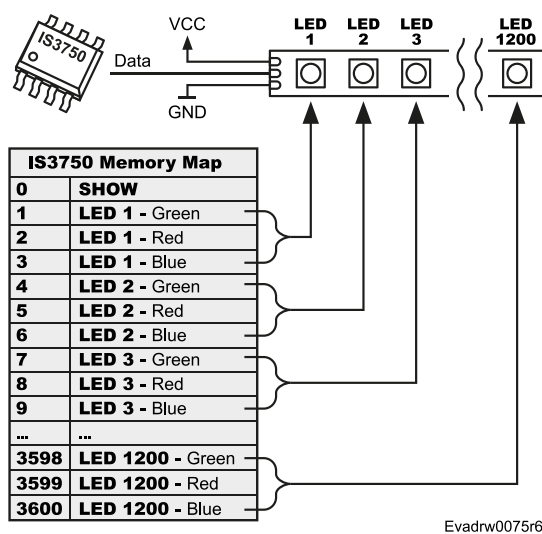 IS3750
VCC
Data
GND
LED 1
LED 2
LED 3
LED 1200
IS3750 Memory Map
0 SHOW
1 LED 1 - Green
2 LED 1 - Red
3 LED 1 - Blue
4 LED 2 - Green
5 LED 2 - Red
6 LED 2 - Blue
7 LED 3 - Green
8 LED 3 - Red
9 LED 3 - Blue
... ...
3598 LED 1200 - Green
3599 LED 1200 - Red
3600 LED 1200 - Blue
Evadrw0075r6